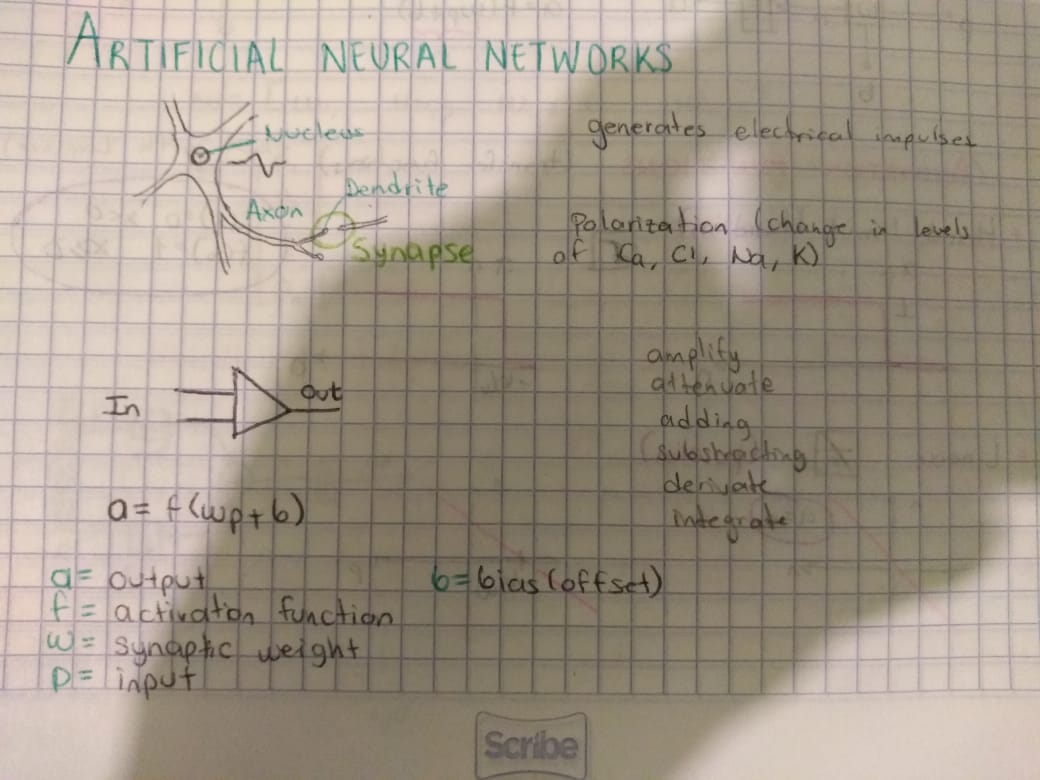 ARTIFICIAL NEURAL NETWORKS
Nucleus
generates electrical impulses
Dendrite
Axon
Synapse
Polarization (change in levels
of Ca, Cl, Na, K)
In
Out
amplify
attenuate
adding
substracting
derivate
integrate
a= f(wp+b)
a= output
b=bias(offset)
f= activation function
w= synaptic weight
p= input
Scribe